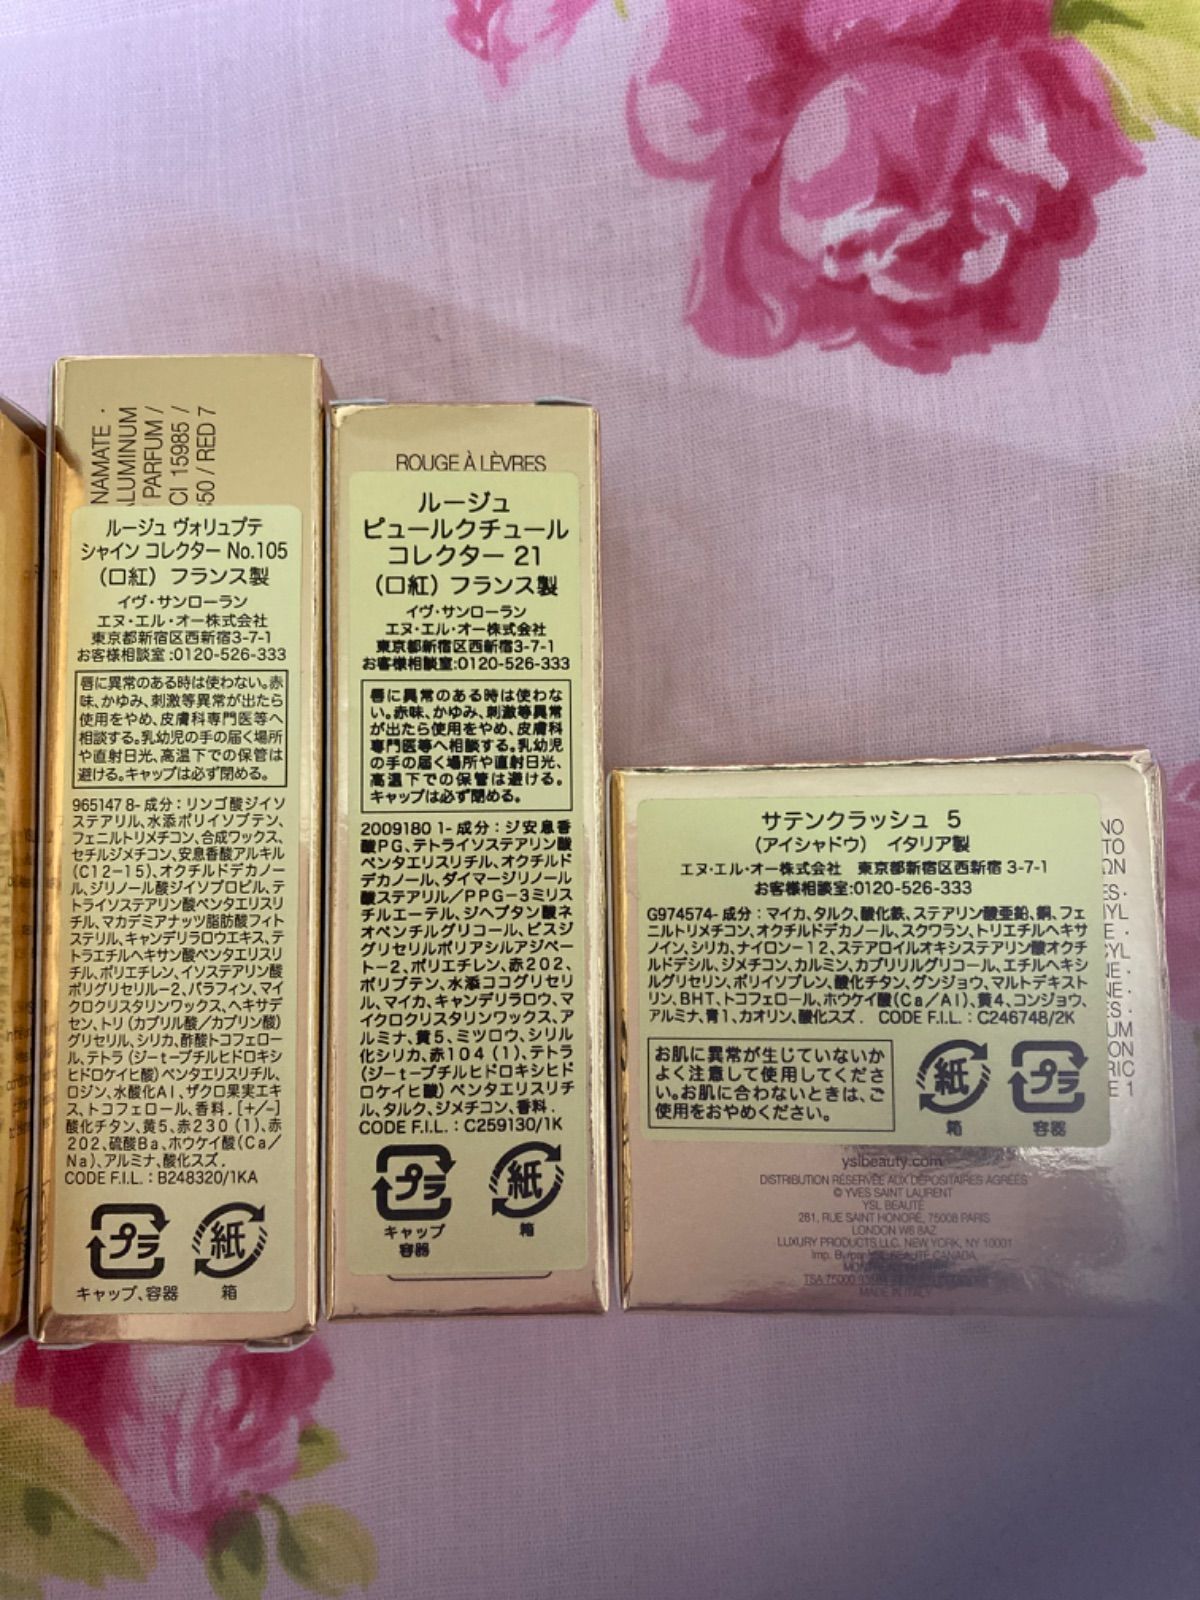 NAMATE ·
LUMINUM
PARFUM /
CI 15985 /
50 / RED 7
ルージュ ヴォリュプテ
シャイン コレクター No.105
(口紅) フランス製
イヴ・サンローラン
エヌ・エル・オー株式会社
東京都新宿区西新宿3-7-1
お客様相談室:0120-526-333
唇に異常のある時は使わない。赤
味、かゆみ、刺激等異常が出たら
使用をやめ、皮膚科専門医等へ
相談する。乳幼児の手の届く場所
や直射日光、高温下での保管は
避ける。キャップは必ず閉める。
965147 8- 成分:リンゴ酸ジイソ
ステアリル、水添ポリイソブテン、
フェニルトリメチコン、合成ワックス、
セチルジメチコン、安息香酸アルキル
(C12-15)、オクチルドデカノー
ル、ジリノール酸ジイソプロピル、テ
トライソステアリン酸ペンタエリスリ
チル、マカデミアナッツ脂肪酸フィト
ステリル、キャンデリラロウエキス、テ
トラエチルヘキサン酸ペンタエリスリ
チル、ポリエチレン、イソステアリン酸
ポリグリセリル-2、パラフィン、マイ
クロクリスタリンワックス、ヘキサデ
セン、トリ(カプリル酸/カプリン酸)
グリセリル、シリカ、酢酸トコフェロー
ル、テトラ(ジ-t-ブチルヒドロキシ
ヒドロケイヒ酸)ペンタエリスリチル、
ロジン、水酸化Al、ザクロ果実エキ
ス、トコフェロール、香料. [+/-]
酸化チタン、黄5、赤230(1)、赤
202、硫酸Ba、ホウケイ酸(Ca/
Na)、アルミナ、酸化スズ.
CODE F.I.L. : B248320/1KA
プラ 紙
キャップ、容器 箱
ROUGE À LÈVRES
ルージュ
ピュールクチュール
コレクター 21
(口紅) フランス製
イヴ・サンローラン
エヌ・エル・オー株式会社
東京都新宿区西新宿3-7-1
お客様相談室:0120-526-333
唇に異常のある時は使わな
い。赤味、かゆみ、刺激等異常
が出たら使用をやめ、皮膚科
専門医等へ相談する。乳幼児
の手の届く場所や直射日光、
高温下での保管は避ける。
キャップは必ず閉める。
2009180 1- 成分:ジ安息香
酸PG、テトライソステアリン酸
ペンタエリスリチル、オクチルド
デカノール、ダイマージリノール
酸ステアリル/PPG-3ミリス
チルエーテル、ジヘプタン酸ネ
オペンチルグリコール、ビスジ
グリセリルポリアシルアジペー
ト-2、ポリエチレン、赤202、
ポリブテン、水添ココグリセリ
ル、マイカ、キャンデリラロウ、マ
イクロクリスタリンワックス、ア
ルミナ、黄5、ミツロウ、シリル
化シリカ、赤104(1)、テトラ
(ジ-t-ブチルヒドロキシヒド
ロケイヒ酸)ペンタエリスリチ
ル、タルク、ジメチコン、香料.
CODE F.I.L. : C259130/1K
プラ 紙
キャップ 箱
容器
サテンクラッシュ 5
(アイシャドウ) イタリア製
エヌ・エル・オー株式会社 東京都新宿区西新宿 3-7-1
お客様相談室:0120-526-333
G974574- 成分:マイカ、タルク、酸化鉄、ステアリン酸亜鉛、銅、フェ
ニルトリメチコン、オクチルドデカノール、スクワラン、トリエチルヘキサ
ノイン、シリカ、ナイロン-12、ステアロイルオキシステアリン酸オクチ
ルドデシル、ジメチコン、カルミン、カプリリルグリコール、エチルヘキシ
ルグリセリン、ポリイソプレン、酸化チタン、グンジョウ、マルトデキスト
リン、BHT、トコフェロール、ホウケイ酸(Ca/Al)、黄4、コンジョウ、
アルミナ、青1、カオリン、酸化スズ. CODE F.I.L. : C246748/2K
お肌に異常が生じていないか
よく注意して使用してくださ
い。お肌に合わないときは、ご
使用をおやめください。
紙 プラ
箱 容器
yslbeauty.com
DISTRIBUTION RÉSERVÉE AUX DÉPOSITAIRES AGRÉÉS
© YVES SAINT LAURENT
YSL BEAUTÉ
281, RUE SAINT HONORÉ, 75008 PARIS
LONDON W6 8AZ
LUXURY PRODUCTS LLC, NEW YORK, NY 10001
Imp. By/par YSL BEAUTÉ CANADA
MADE IN ITALY